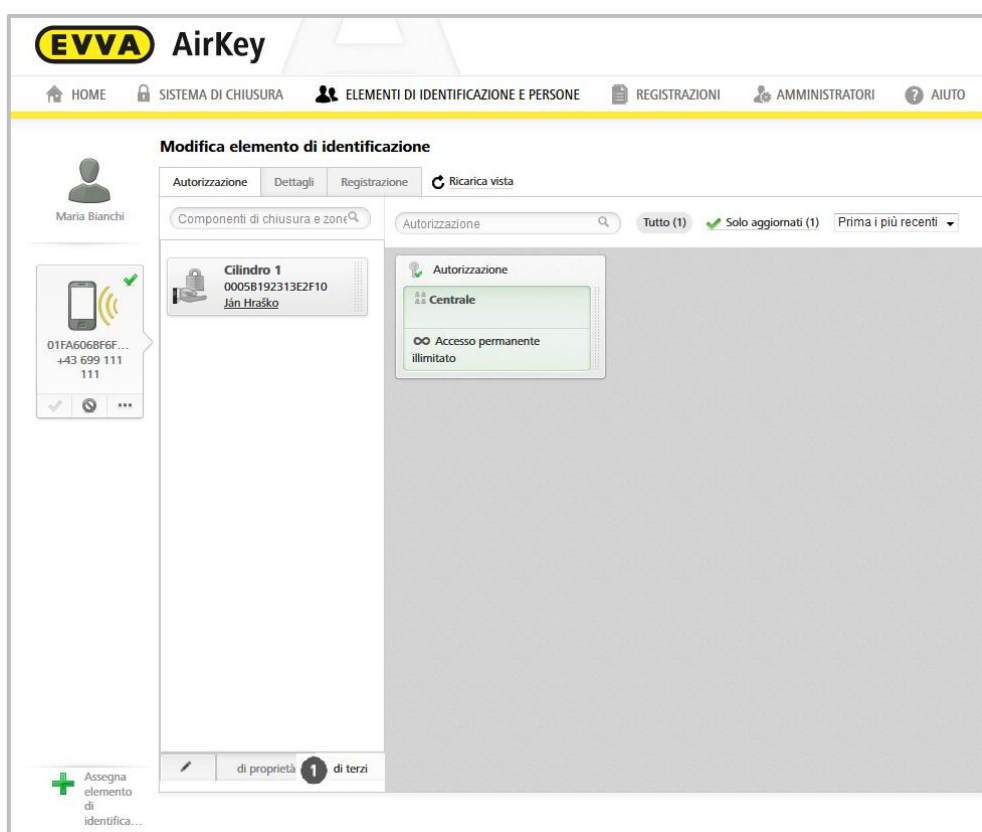 EVVA AirKey
HOME SISTEMA DI CHIUSURA ELEMENTI DI IDENTIFICAZIONE E PERSONE REGISTRAZIONI AMMINISTRATORI AIUTO
Modifica elemento di identificazione
Autorizzazione Dettagli Registrazione Ricarica vista
Maria Bianchi
Componenti di chiusura e zone
Autorizzazione Tutto (1) Solo aggiornati (1) Prima i più recenti
Cilindro 1
0005B192313E2F10
Ján Hraško
Autorizzazione
Centrale
Accesso permanente
illimitato
01FA606BF6F...
+43 699 111
111
di proprietà 1 di terzi
Assegna
elemento
di
identifica...